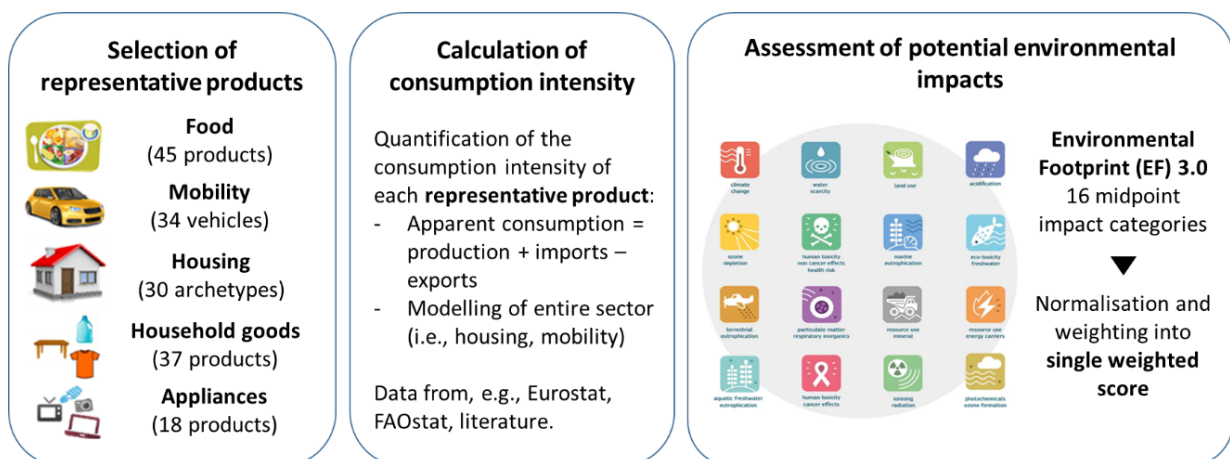 Selection of
representative products
Food
(45 products)
Mobility
(34 vehicles)
Housing
(30 archetypes)
Household goods
(37 products)
Appliances
(18 products)
Calculation of
consumption intensity
Quantification of the
consumption intensity of
each representative product:
- Apparent consumption =
production + imports –
exports
- Modelling of entire sector
(i.e., housing, mobility)
Data from, e.g., Eurostat,
FAOstat, literature.
Assessment of potential environmental
impacts
climate
change
water
scarcity
land use
acidification
ozone
depletion
human toxicity
non cancer effects
health risk
marine
eutrophication
eco-toxicity
freshwater
terrestrial
eutrophication
particulate matter
respiratory inorganics
resource use
mineral
resource use
energy carriers
aquatic freshwater
eutrophication
human toxicity
cancer effects
ionising
radiation
photochemicals
ozone formation
Environmental
Footprint (EF) 3.0
16 midpoint
impact categories
Normalisation and
weighting into
single weighted
score